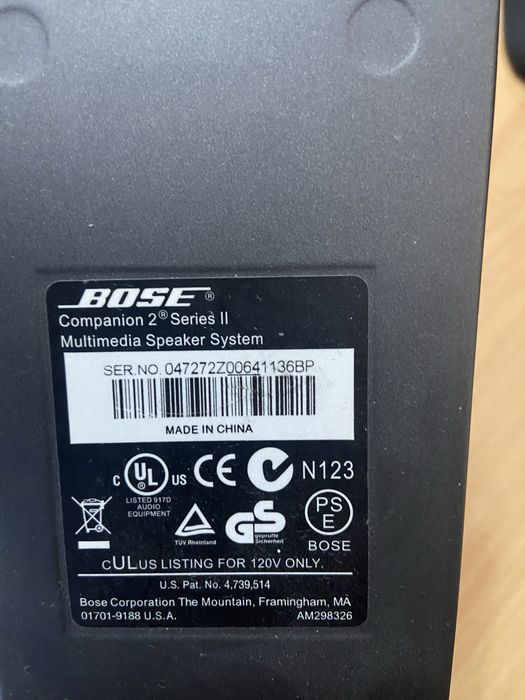 BOSE ®
Companion 2® Series II
Multimedia Speaker System
SER.NO. 047272Z00641136BP
MADE IN CHINA
C UL ® US CE N123
LISTED 917D
AUDIO
EQUIPMENT
TÜV Rheinland
GS
geprüfte
Sicherheit
PS
E
BOSE
CULUS LISTING FOR 120V ONLY.
U.S. Pat. No. 4,739,514
Bose Corporation The Mountain, Framingham, MA
01701-9188 U.S.A. AM298326